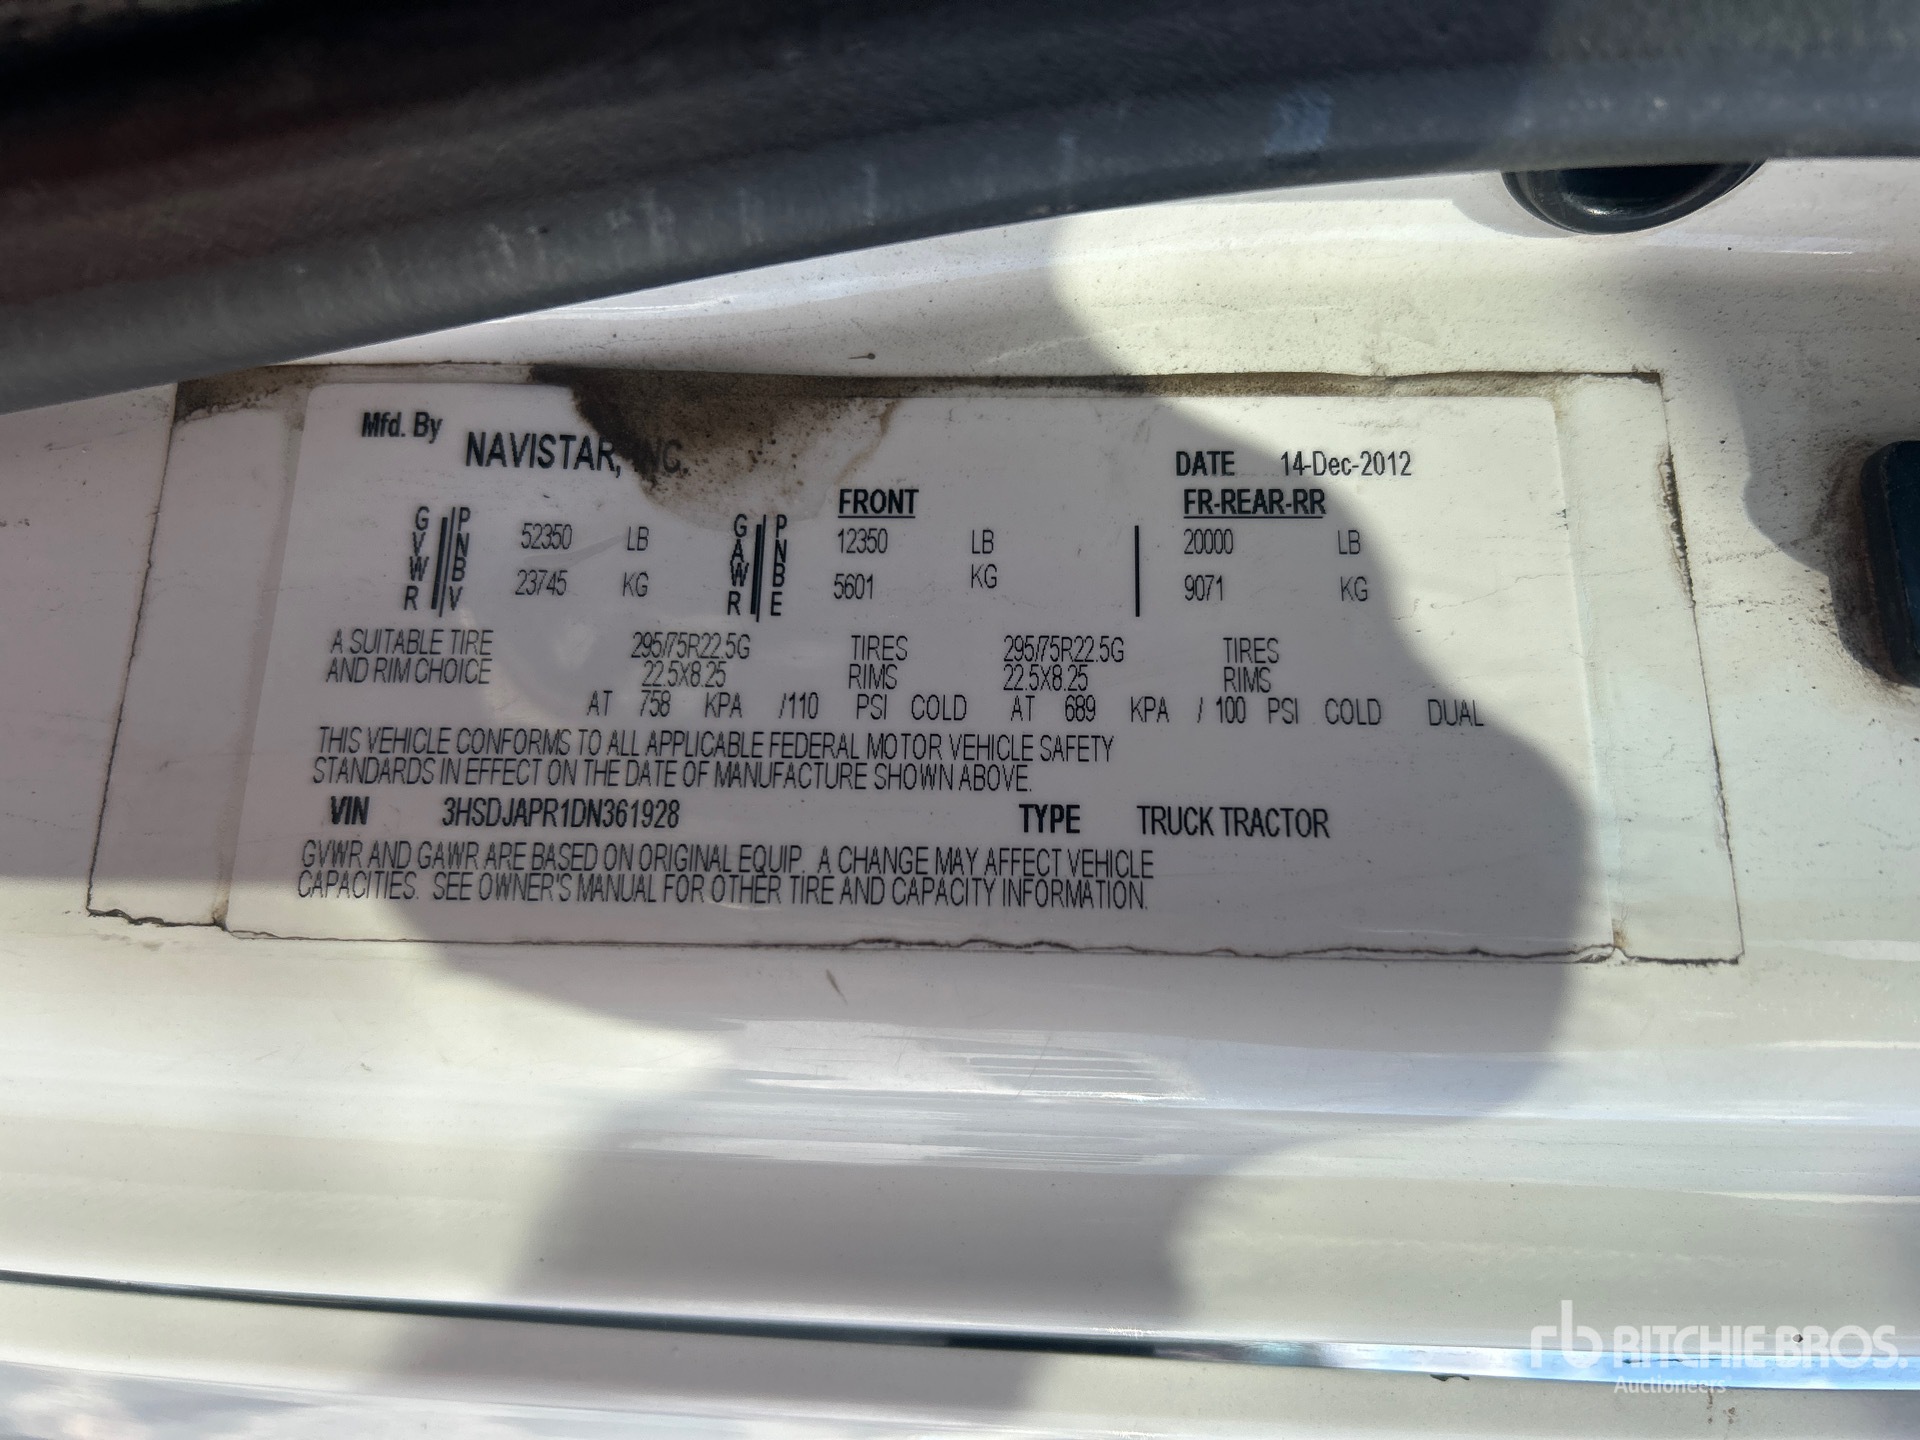 Mfd. By NAVISTAR, INC. DATE 14-Dec-2012
FRONT FR-REAR-RR
GVWR PNBV 52350 LB GAWR PNBE 12350 LB 20000 LB
23745 KG 5601 KG 9071 KG
A SUITABLE TIRE 295/75R22.5G TIRES 295/75R22.5G TIRES
AND RIM CHOICE 22.5X8.25 RIMS 22.5X8.25 RIMS
AT 758 KPA /110 PSI COLD AT 689 KPA / 100 PSI COLD DUAL
THIS VEHICLE CONFORMS TO ALL APPLICABLE FEDERAL MOTOR VEHICLE SAFETY
STANDARDS IN EFFECT ON THE DATE OF MANUFACTURE SHOWN ABOVE.
VIN 3HSDJAPR1DN361928 TYPE TRUCK TRACTOR
GVWR AND GAWR ARE BASED ON ORIGINAL EQUIP. A CHANGE MAY AFFECT VEHICLE
CAPACITIES. SEE OWNER'S MANUAL FOR OTHER TIRE AND CAPACITY INFORMATION.
rb RITCHIE BROS.
Auctioneers